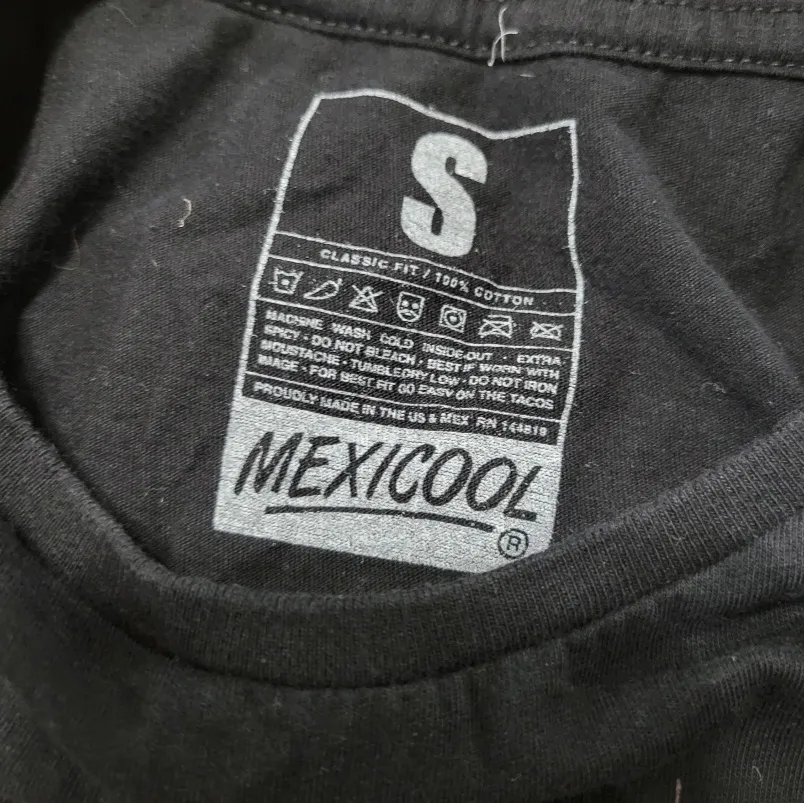 S
CLASSIC FIT / 100% COTTON
MACHINE WASH COLD INSIDE-OUT · EXTRA
SPICY · DO NOT BLEACH · BEST IF WORN WITH
MOUSTACHE · TUMBLE DRY LOW · DO NOT IRON
IMAGE · FOR BEST FIT GO EASY ON THE TACOS
PROUDLY MADE IN THE US & MEX RN 144819
MEXICOOL
®